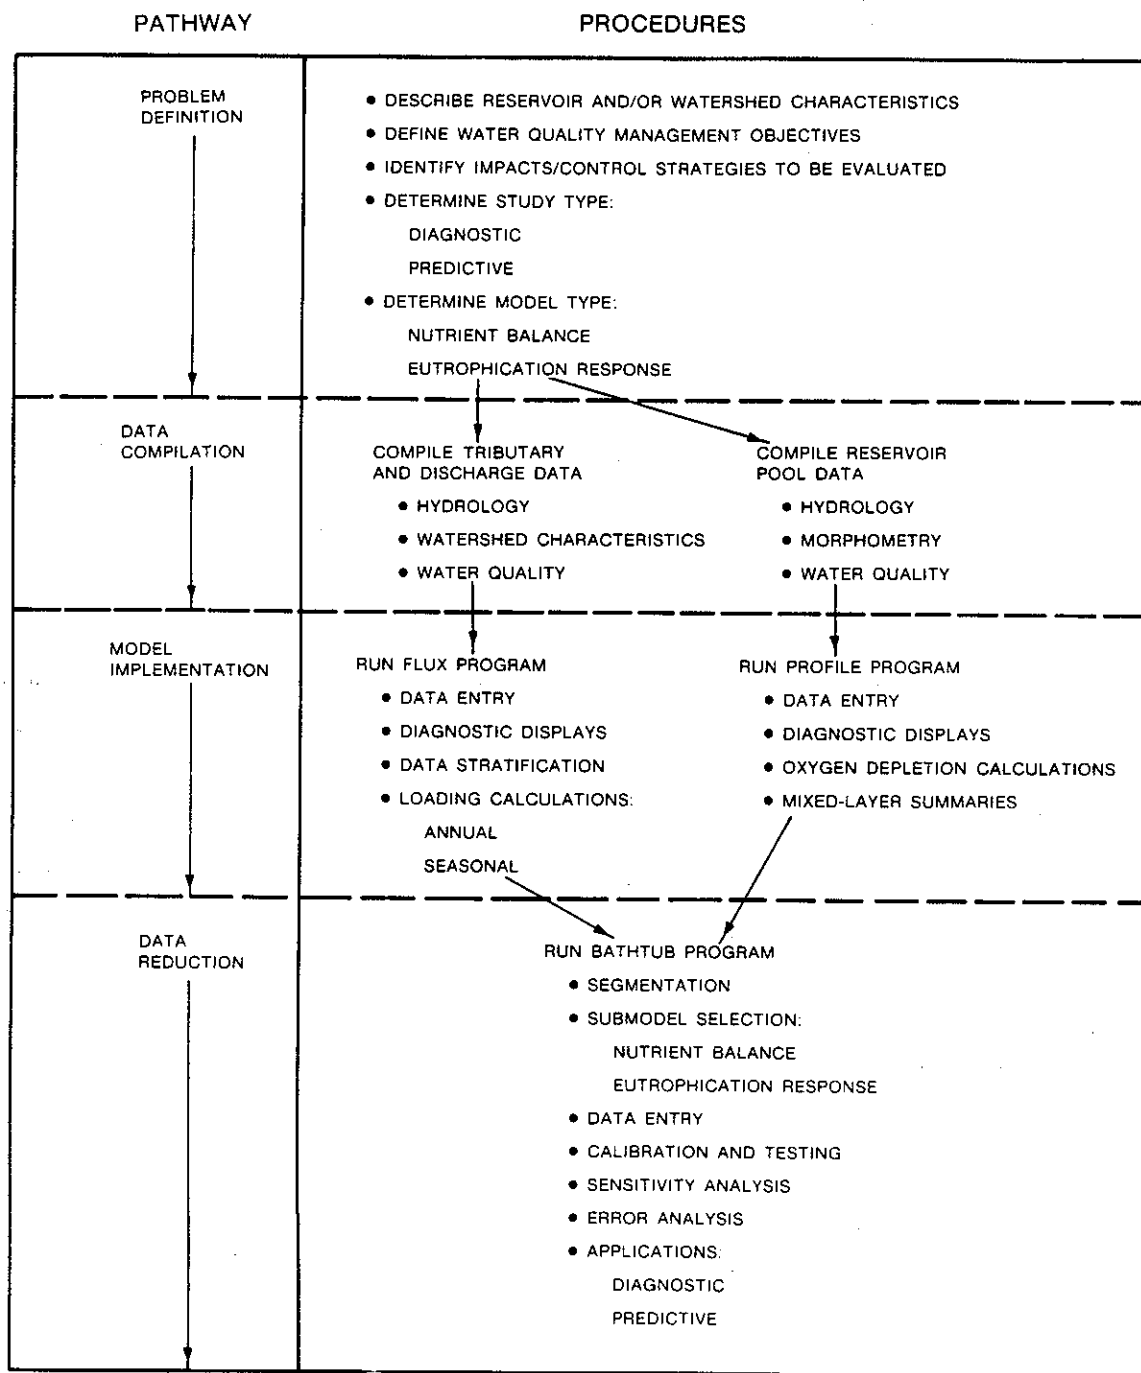 PATHWAY
PROCEDURES
PROBLEM
DEFINITION
• DESCRIBE RESERVOIR AND/OR WATERSHED CHARACTERISTICS
• DEFINE WATER QUALITY MANAGEMENT OBJECTIVES
• IDENTIFY IMPACTS/CONTROL STRATEGIES TO BE EVALUATED
• DETERMINE STUDY TYPE:
DIAGNOSTIC
PREDICTIVE
• DETERMINE MODEL TYPE:
NUTRIENT BALANCE
EUTROPHICATION RESPONSE
DATA
COMPILATION
COMPILE TRIBUTARY
AND DISCHARGE DATA
• HYDROLOGY
• WATERSHED CHARACTERISTICS
• WATER QUALITY
COMPILE RESERVOIR
POOL DATA
• HYDROLOGY
• MORPHOMETRY
• WATER QUALITY
MODEL
IMPLEMENTATION
RUN FLUX PROGRAM
• DATA ENTRY
• DIAGNOSTIC DISPLAYS
• DATA STRATIFICATION
• LOADING CALCULATIONS:
ANNUAL
SEASONAL
RUN PROFILE PROGRAM
• DATA ENTRY
• DIAGNOSTIC DISPLAYS
• OXYGEN DEPLETION CALCULATIONS
• MIXED-LAYER SUMMARIES
DATA
REDUCTION
RUN BATHTUB PROGRAM
• SEGMENTATION
• SUBMODEL SELECTION:
NUTRIENT BALANCE
EUTROPHICATION RESPONSE
• DATA ENTRY
• CALIBRATION AND TESTING
• SENSITIVITY ANALYSIS
• ERROR ANALYSIS
• APPLICATIONS:
DIAGNOSTIC
PREDICTIVE